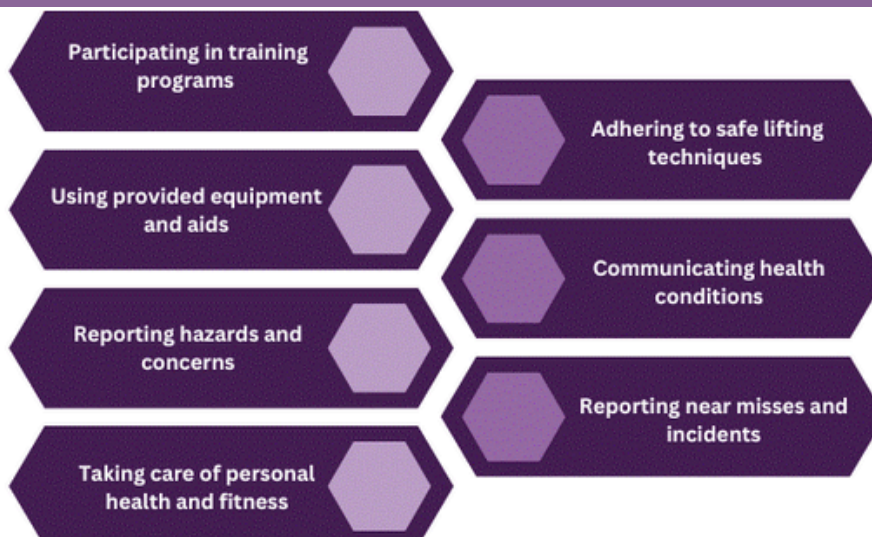 Participating in training
programs
Adhering to safe lifting
techniques
Using provided equipment
and aids
Communicating health
conditions
Reporting hazards and
concerns
Reporting near misses and
incidents
Taking care of personal
health and fitness